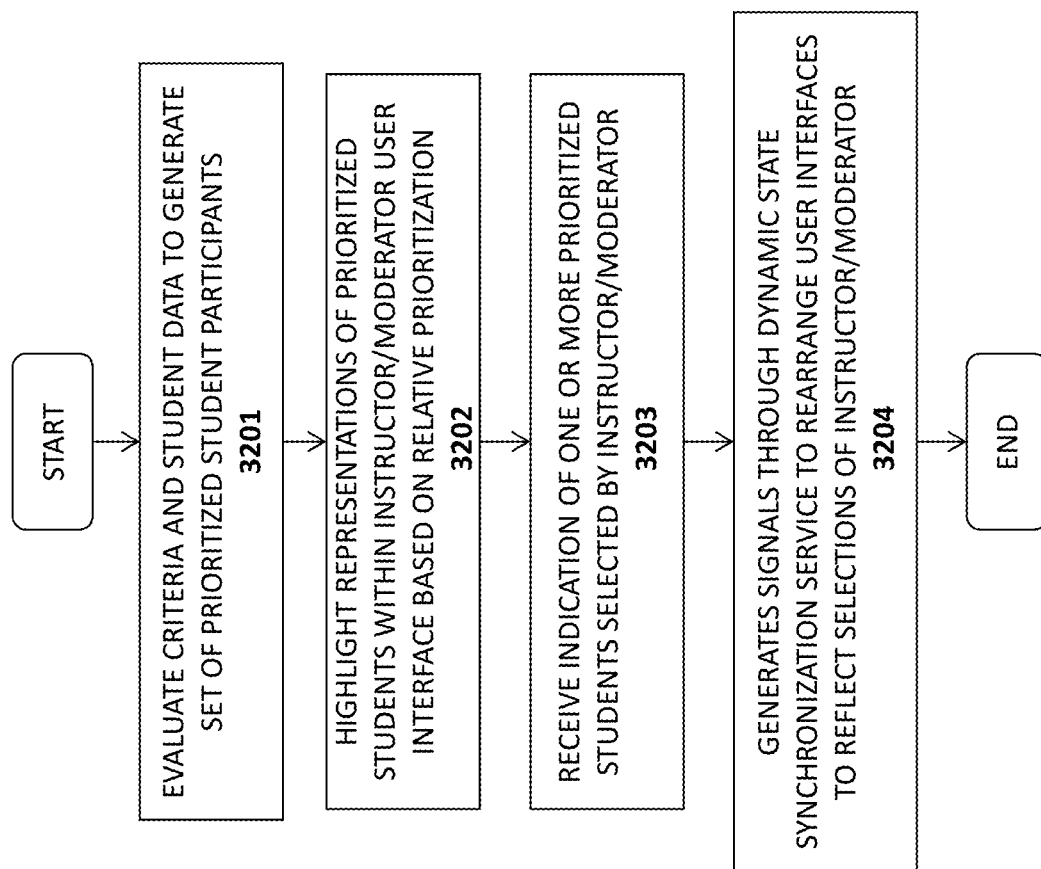 START
EVALUATE CRITERIA AND STUDENT DATA TO GENERATE
SET OF PRIORITIZED STUDENT PARTICIPANTS
3201
HIGHLIGHT REPRESENTATIONS OF PRIORITIZED
STUDENTS WITHIN INSTRUCTOR/MODERATOR USER
INTERFACE BASED ON RELATIVE PRIORITIZATION
3202
RECEIVE INDICATION OF ONE OR MORE PRIORITIZED
STUDENTS SELECTED BY INSTRUCTOR/MODERATOR
3203
GENERATES SIGNALS THROUGH DYNAMIC STATE
SYNCHRONIZATION SERVICE TO REARRANGE USER INTERFACES
TO REFLECT SELECTIONS OF INSTRUCTOR/MODERATOR
3204
END